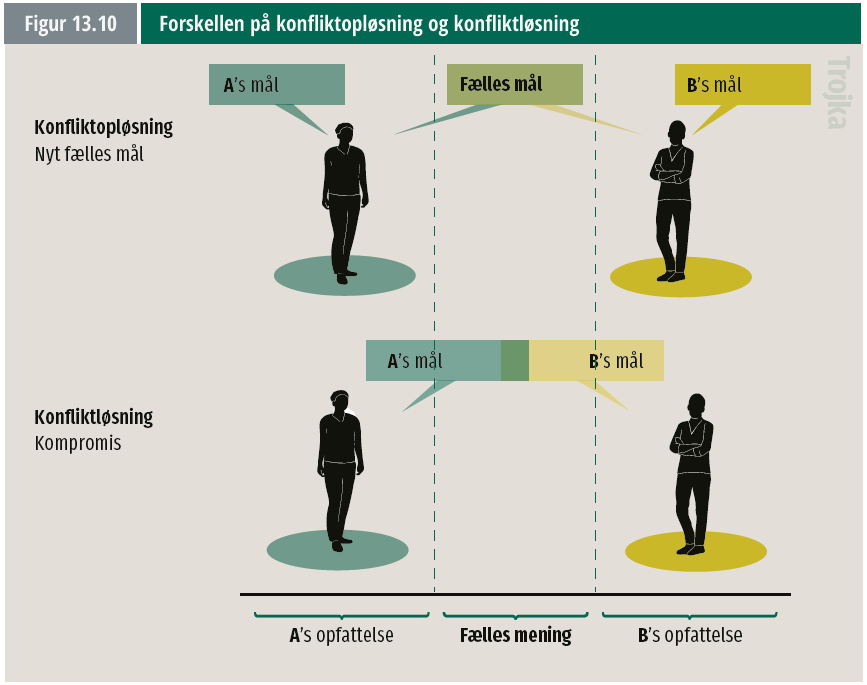 Figur 13.10
Forskellen på konfliktopløsning og konfliktløsning
Trojka
A's mål
Fælles mål
B's mål
Konfliktopløsning
Nyt fælles mål
A's mål
B's mål
Konfliktløsning
Kompromis
A's opfattelse
Fælles mening
B's opfattelse